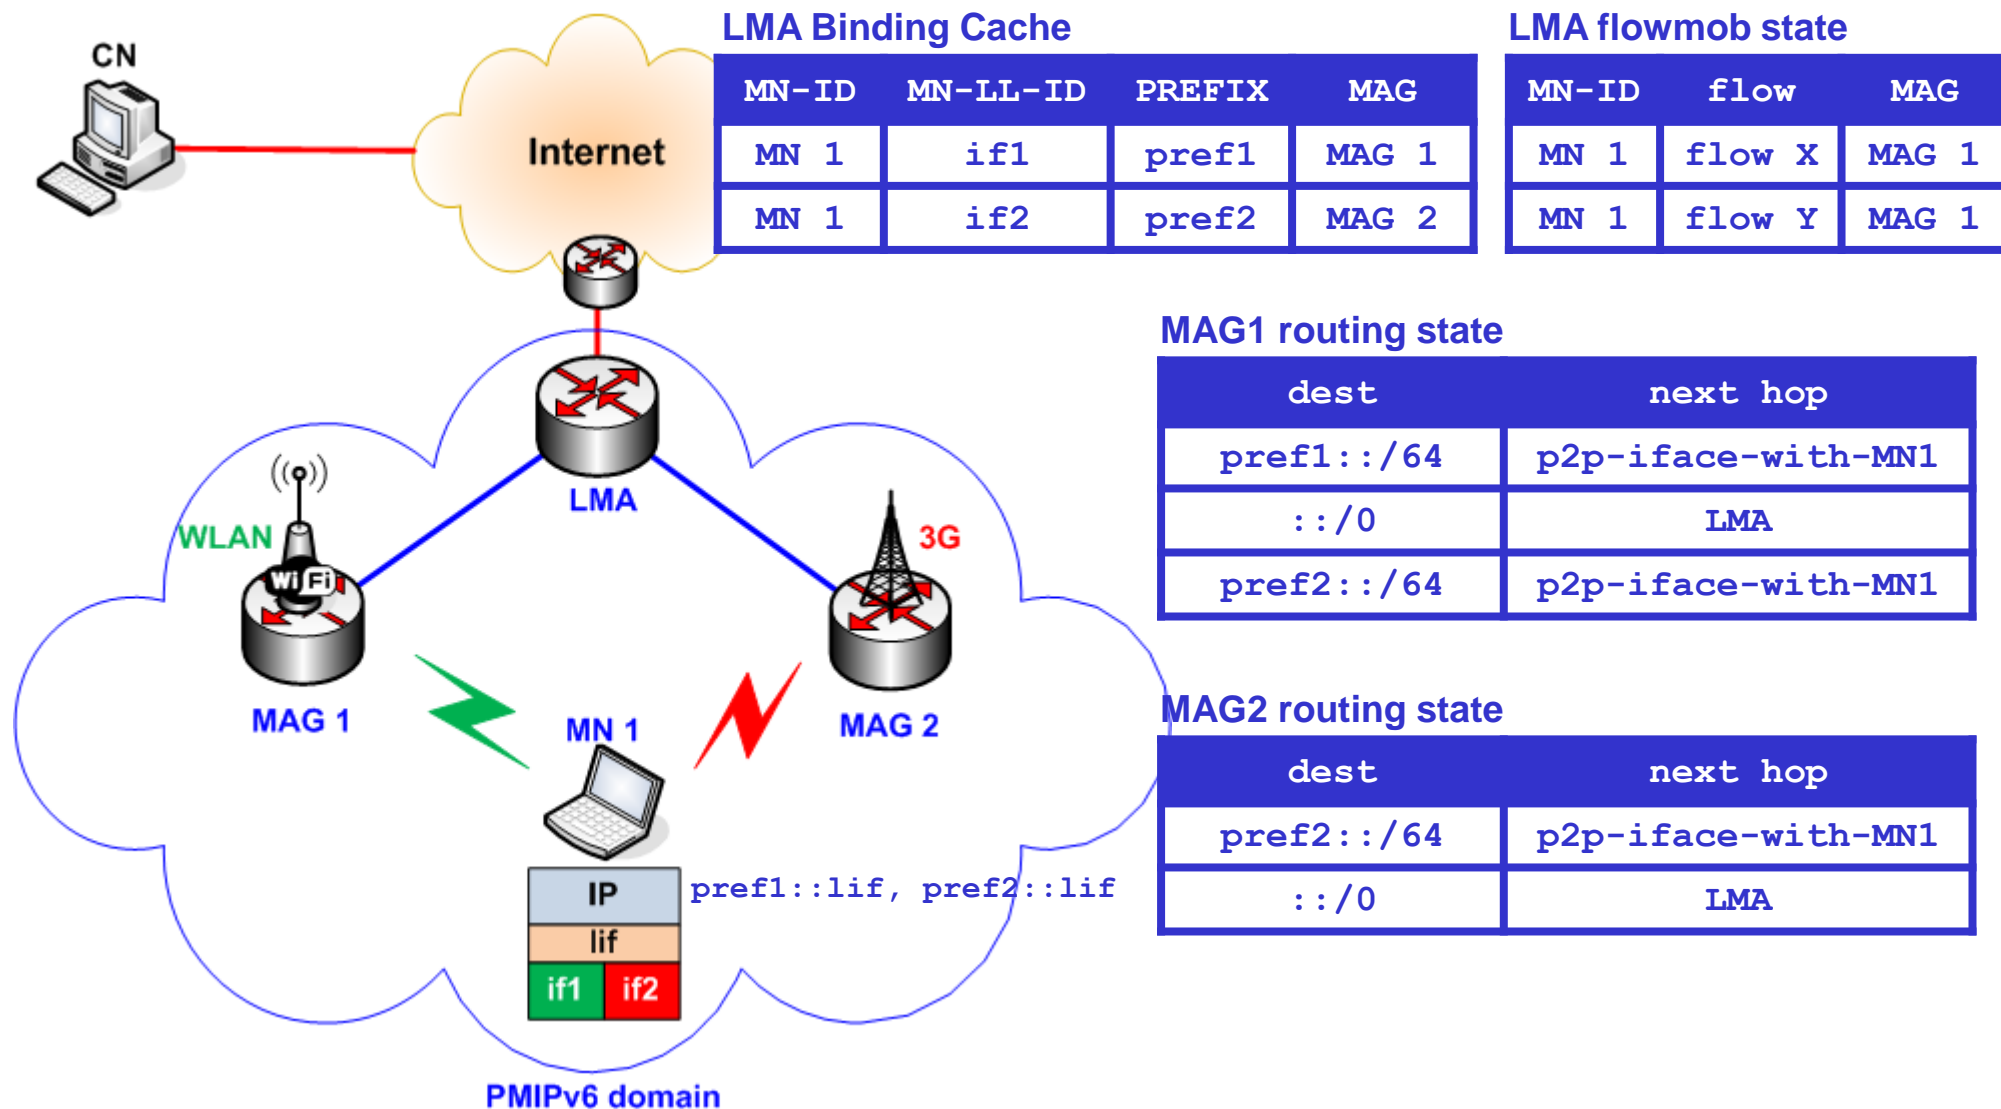 LMA Binding Cache
MN-ID MN-LL-ID PREFIX MAG
MN 1 if1 pref1 MAG 1
MN 1 if2 pref2 MAG 2
LMA flowmob state
MN-ID flow MAG
MN 1 flow X MAG 1
MN 1 flow Y MAG 1
CN
Internet
MAG1 routing state
dest next hop
pref1::/64 p2p-iface-with-MN1
::/0 LMA
pref2::/64 p2p-iface-with-MN1
LMA
WLAN
Wi Fi
3G
MAG 1
MN 1
MAG 2
MAG2 routing state
dest next hop
pref2::/64 p2p-iface-with-MN1
::/0 LMA
IP
pref1::lif, pref2::lif
lif
if1 if2
PMIPv6 domain